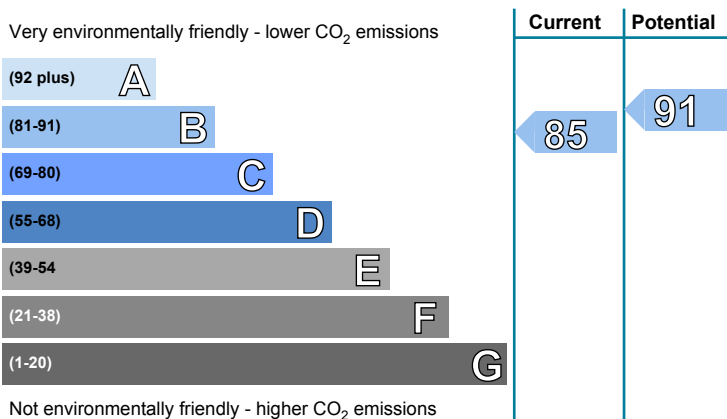 Current Potential
Very environmentally friendly - lower CO2 emissions
(92 plus) A
(81-91) B
(69-80) C
(55-68) D
(39-54 E
(21-38) F
(1-20) G
85
91
Not environmentally friendly - higher CO2 emissions